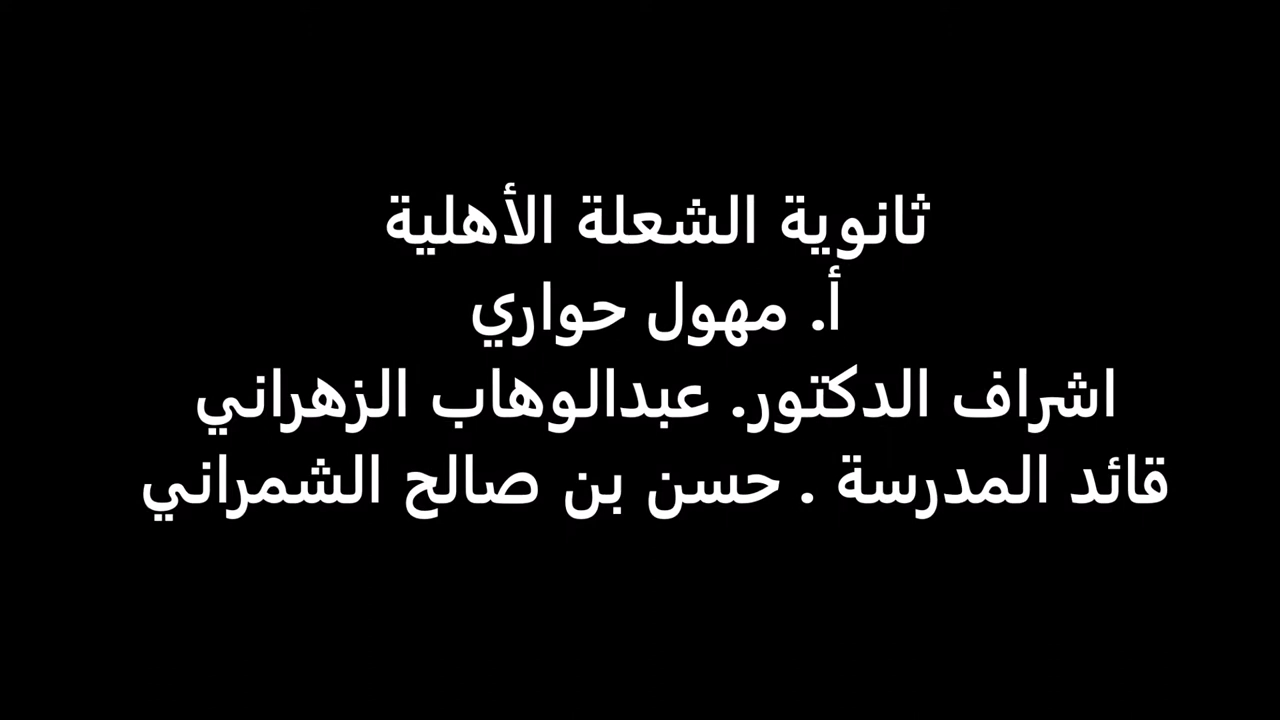 ثانوية الشعلة الأهلية
أ. مهول حواري
اشراف الدكتور. عبدالوهاب الزهراني
قائد المدرسة . حسن بن صالح الشمراني